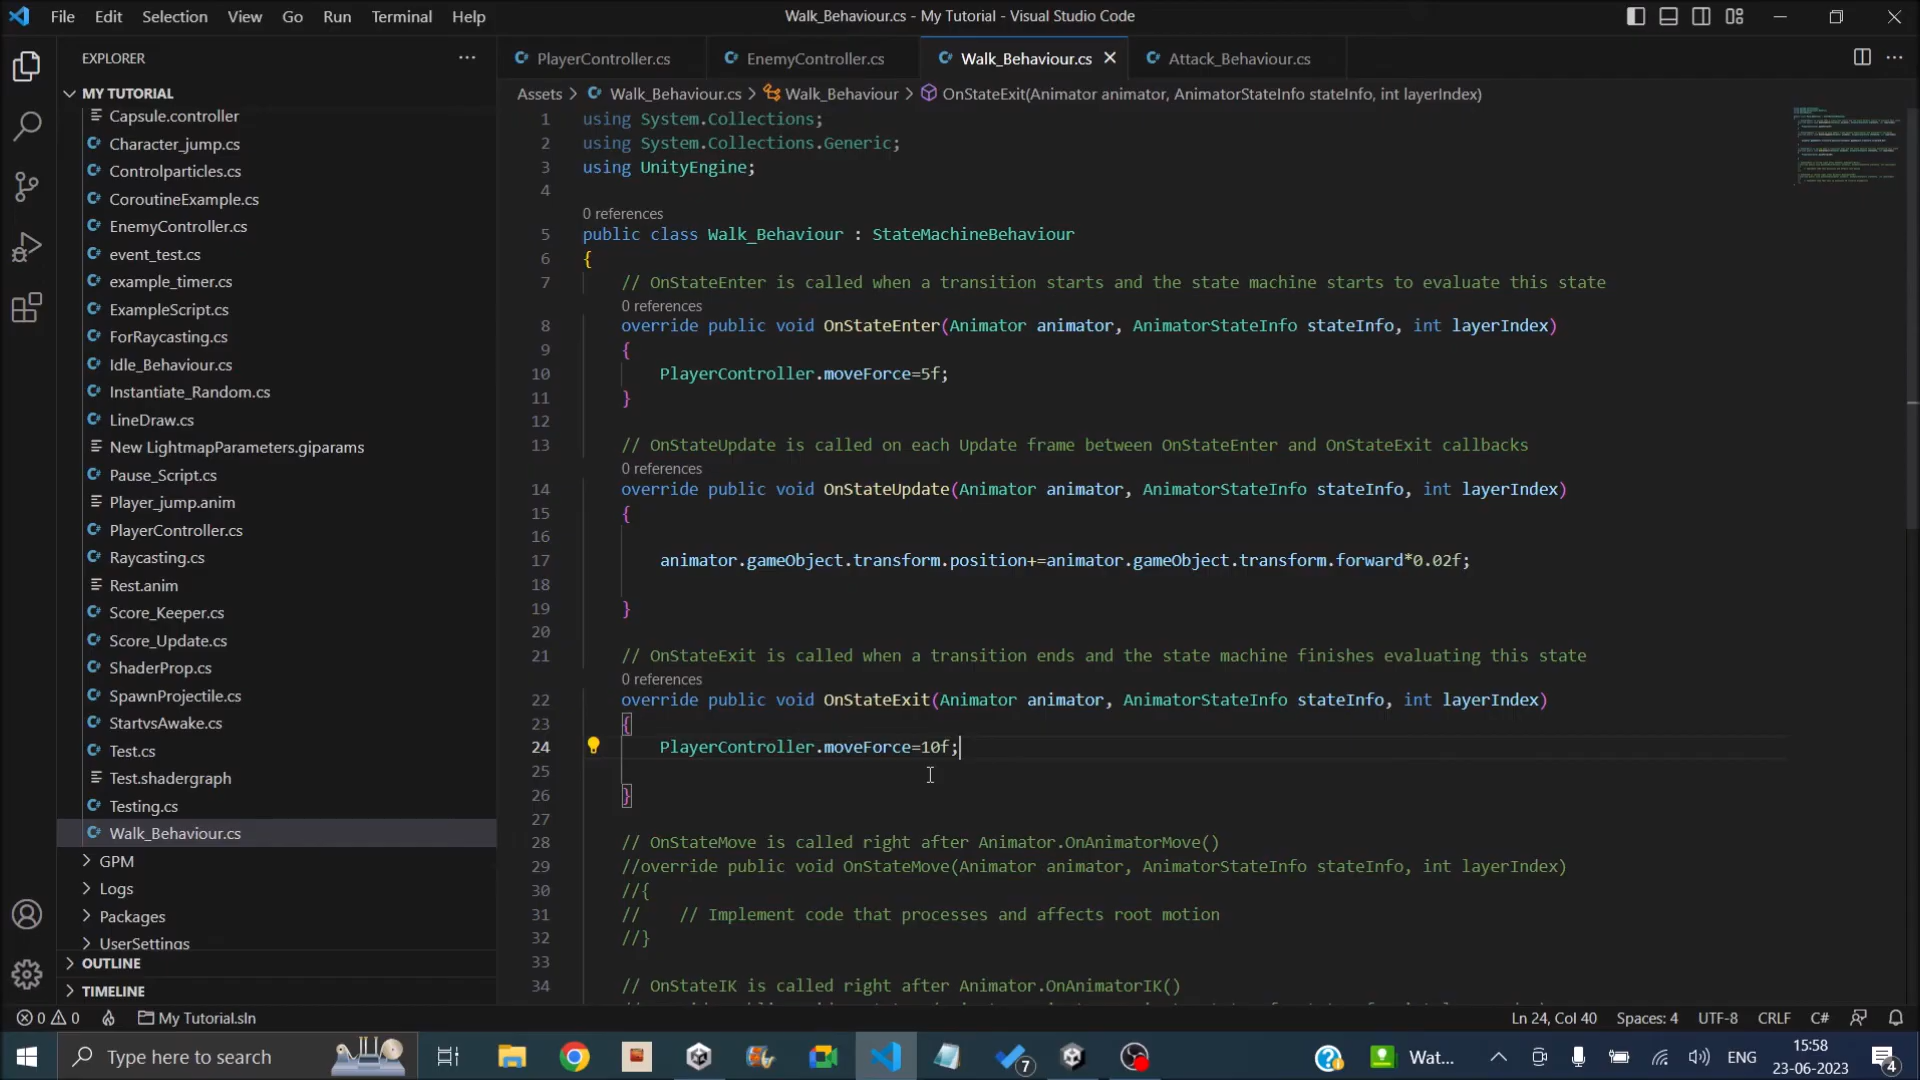 File Edit Selection View Go Run Terminal Help
Walk_Behaviour.cs - My Tutorial - Visual Studio Code
EXPLORER
MY TUTORIAL
Capsule.controller
Character_jump.cs
Controlparticles.cs
CoroutineExample.cs
EnemyController.cs
event_test.cs
example_timer.cs
ExampleScript.cs
ForRaycasting.cs
Idle_Behaviour.cs
Instantiate_Random.cs
LineDraw.cs
New LightmapParameters.giparams
Pause_Script.cs
Player_jump.anim
PlayerController.cs
Raycasting.cs
Rest.anim
Score_Keeper.cs
Score_Update.cs
ShaderProp.cs
SpawnProjectile.cs
StartvsAwake.cs
Test.cs
Test.shadergraph
Testing.cs
Walk_Behaviour.cs
GPM
Logs
Packages
UserSettings
OUTLINE
TIMELINE
PlayerController.cs EnemyController.cs Walk_Behaviour.cs Attack_Behaviour.cs
Assets > Walk_Behaviour.cs > Walk_Behaviour > OnStateExit(Animator animator, AnimatorStateInfo stateInfo, int layerIndex)
1 using System.Collections;
2 using System.Collections.Generic;
3 using UnityEngine;
4
0 references
5 public class Walk_Behaviour : StateMachineBehaviour
6 {
7 // OnStateEnter is called when a transition starts and the state machine starts to evaluate this state
0 references
8 override public void OnStateEnter(Animator animator, AnimatorStateInfo stateInfo, int layerIndex)
9 {
10 PlayerController.moveForce=5f;
11 }
12
13 // OnStateUpdate is called on each Update frame between OnStateEnter and OnStateExit callbacks
0 references
14 override public void OnStateUpdate(Animator animator, AnimatorStateInfo stateInfo, int layerIndex)
15 {
16
17 animator.gameObject.transform.position+=animator.gameObject.transform.forward*0.02f;
18
19 }
20
21 // OnStateExit is called when a transition ends and the state machine finishes evaluating this state
0 references
22 override public void OnStateExit(Animator animator, AnimatorStateInfo stateInfo, int layerIndex)
23 {
24 PlayerController.moveForce=10f;
25
26 }
27
28 // OnStateMove is called right after Animator.OnAnimatorMove()
29 //override public void OnStateMove(Animator animator, AnimatorStateInfo stateInfo, int layerIndex)
30 //{
31 // // Implement code that processes and affects root motion
32 //}
33
34 // OnStateIK is called right after Animator.OnAnimatorIK()
0 0 My Tutorial.sln
Ln 24, Col 40 Spaces: 4 UTF-8 CRLF C#
Type here to search
7
Wat...
ENG
15:58
23-06-2023
4